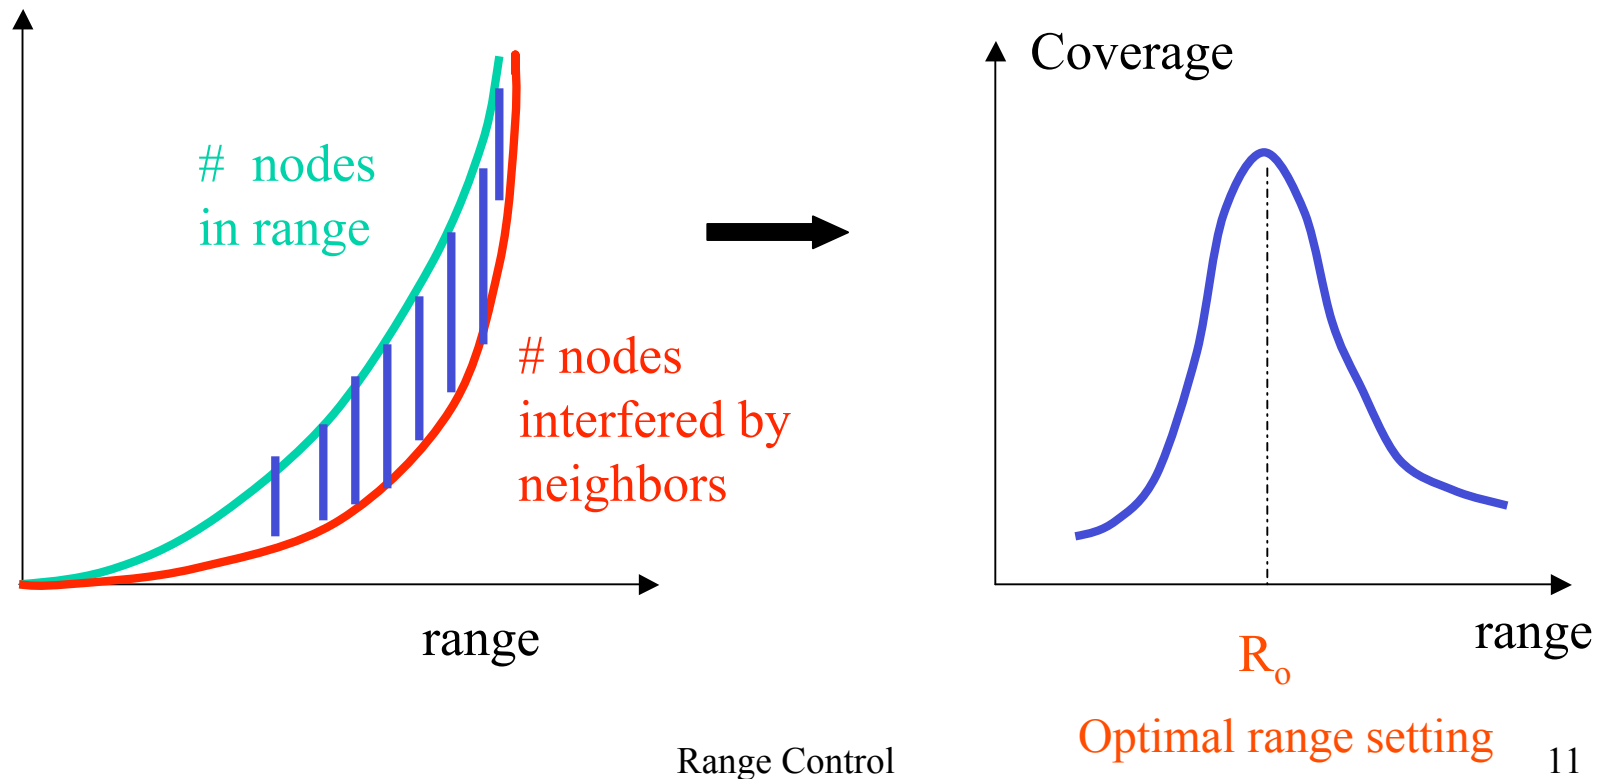 # nodes
in range
# nodes
interfered by
neighbors
range
Coverage
range
Ro
Optimal range setting
Range Control
11